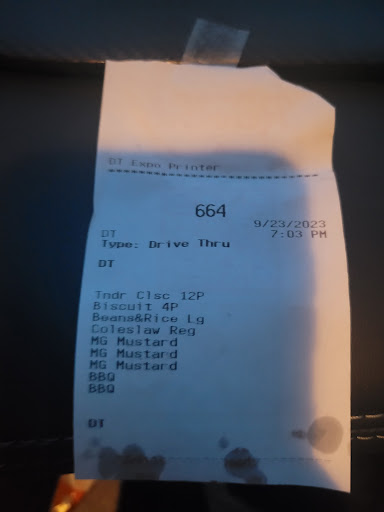 DT Expo Printer
664
9/23/2023
DT 7:03 PM
Type: Drive Thru
DT
Tndr Clsc 12P
Biscuit 4P
Beans&Rice Lg
Coleslaw Reg
MG Mustard
MG Mustard
MG Mustard
BBQ
BBQ
DT